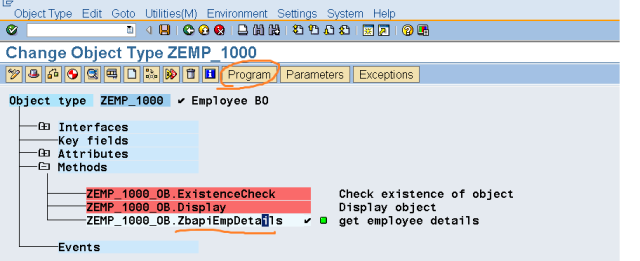 Object Type Edit Goto Utilities(M) Environment Settings System Help
Change Object Type ZEMP_1000
Program Parameters Exceptions
Object type ZEMP_1000 ✔ Employee BO
Interfaces
Key fields
Attributes
Methods
ZEMP_1000_OB.ExistenceCheck Check existence of object
ZEMP_1000_OB.Display Display object
ZEMP_1000_OB.ZbapiEmpDetails ✔ get employee details
Events